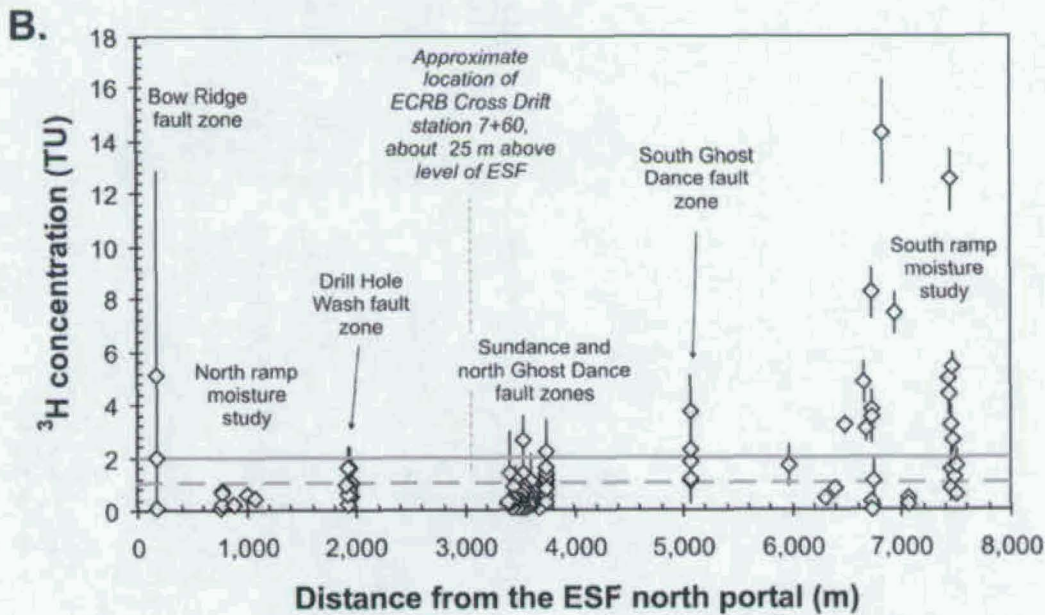 B.
18
16
14
12
10
8
6
4
2
0
³H concentration (TU)
Bow Ridge
fault zone
North ramp
moisture
study
Drill Hole
Wash fault
zone
Approximate
location of
ECRB Cross Drift
station 7+60,
about 25 m above
level of ESF
Sundance and
north Ghost Dance
fault zones
South Ghost
Dance fault
zone
South ramp
moisture
study
0
1,000
2,000
3,000
4,000
5,000
6,000
7,000
8,000
Distance from the ESF north portal (m)